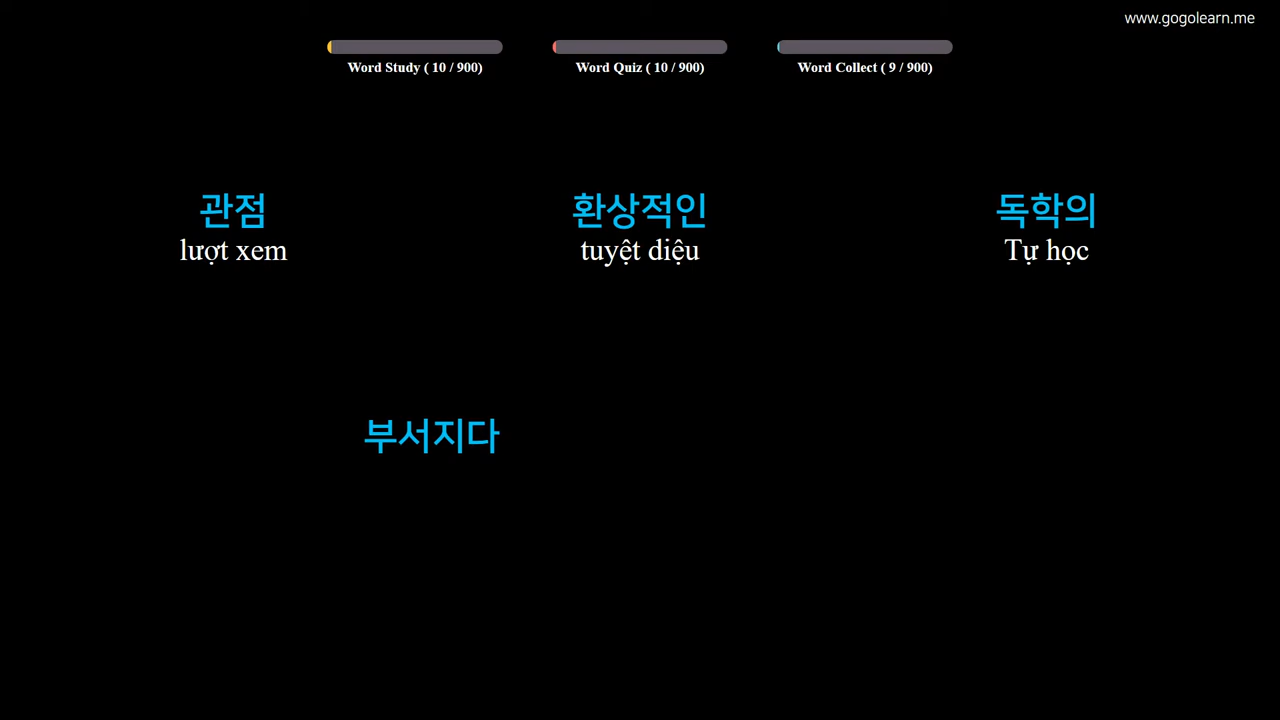 www.gogolearn.me
Word Study ( 10 / 900)
Word Quiz ( 10 / 900)
Word Collect ( 9 / 900)
관점
lượt xem
환상적인
tuyệt diệu
독학의
Tự học
부서지다